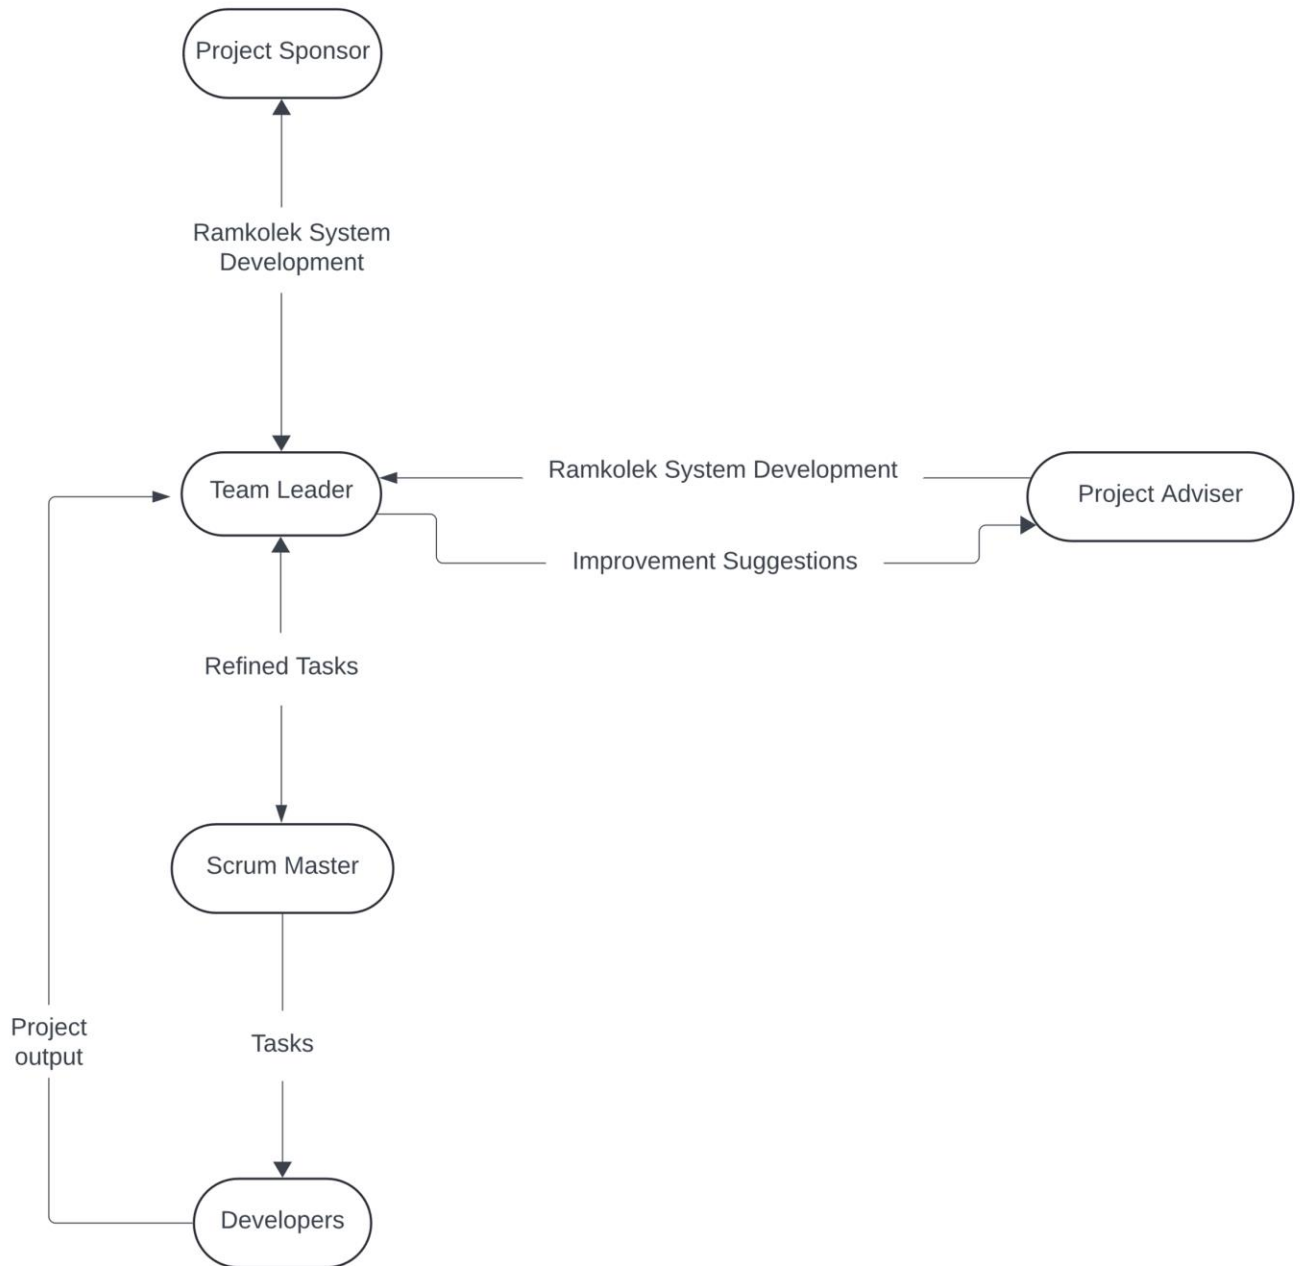 Project Sponsor
Ramkolek System
Development
Team Leader
Ramkolek System Development
Project Adviser
Improvement Suggestions
Refined Tasks
Scrum Master
Project
output
Tasks
Developers